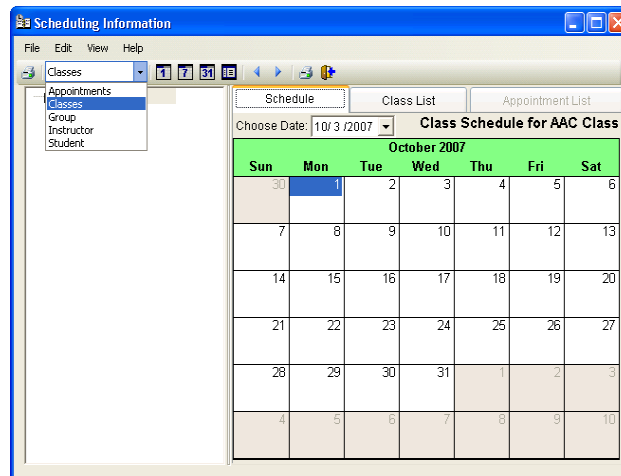 Scheduling Information
File Edit View Help
Classes 1 7 31
Appointments
Classes
Group
Instructor
Student
Schedule Class List Appointment List
Choose Date: 10/ 3 /2007 Class Schedule for AAC Class
October 2007
Sun Mon Tue Wed Thu Fri Sat
30 1 2 3 4 5 6
7 8 9 10 11 12 13
14 15 16 17 18 19 20
21 22 23 24 25 26 27
28 29 30 31 1 2 3
4 5 6 7 8 9 10